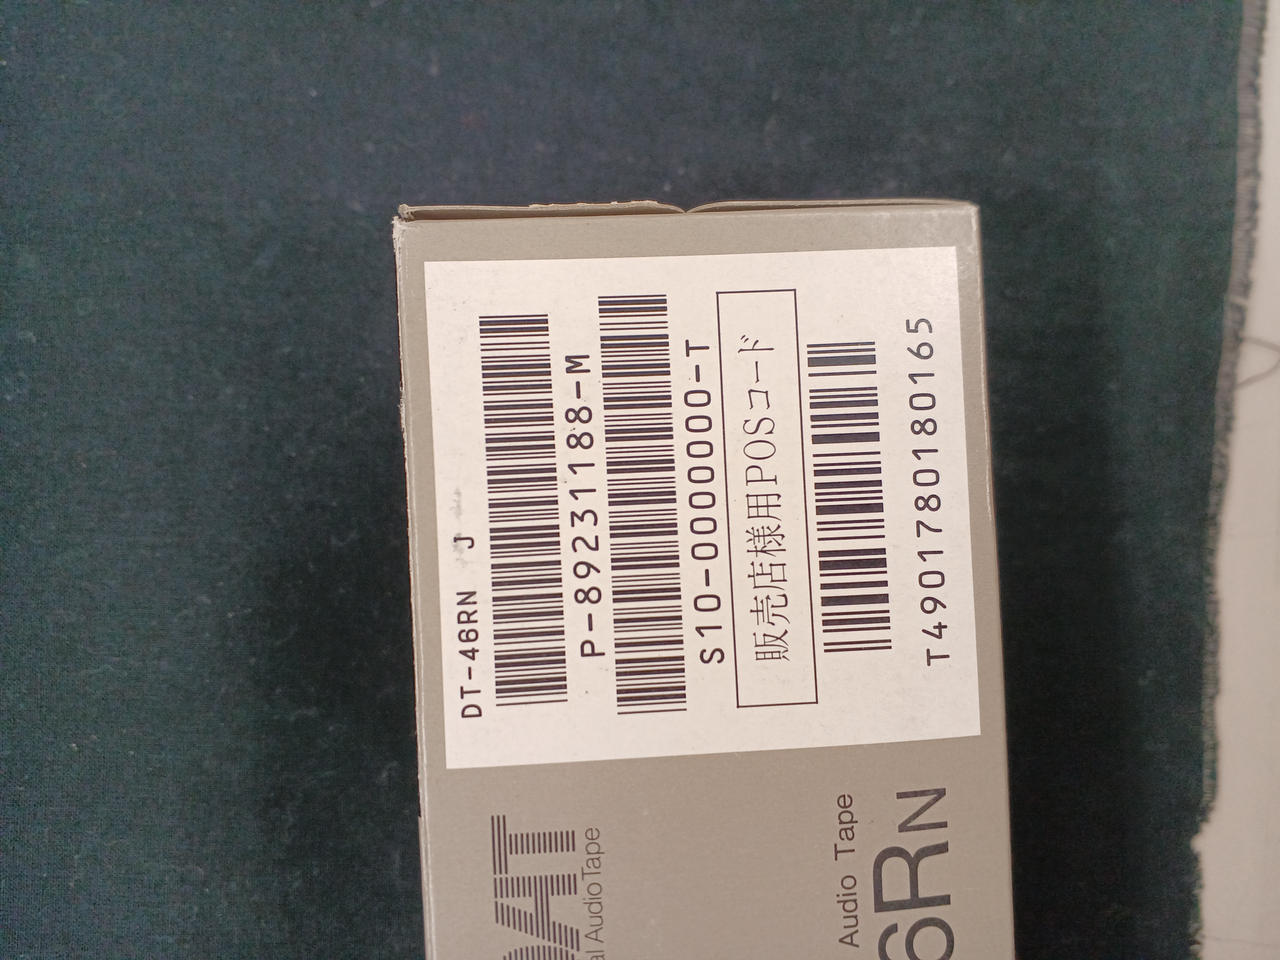 DT-46RN J
P-89231188-M
S10-0000000-T
販売店様用POSコード
T4901780180165
DAT
al Audio Tape
Audio Tape
6RN